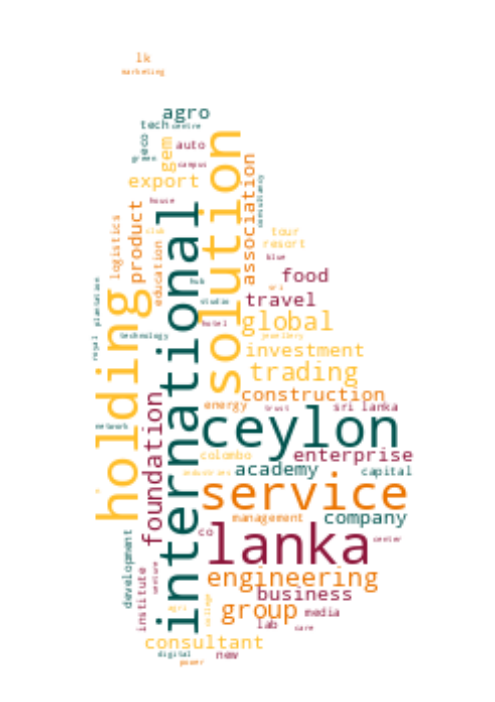 lk
marketing
agro
tech centre
eco
gem
auto
campus
export
solution
association
consultancy
house
product
logistics
international
club
tour
resort
education
blue
food
hub
sri
plantation
holding
studio
travel
hotel
global
technology
jewellery
royal
investment
trading
construction
foundation
energy
trust
sri lanka
ceylon
network
colombo
enterprise
academy
capital
industries
service
management
company
development
co
lanka
center
institute
venture
engineering
business
agri
college
group
media
lab
care
consultant
digital
new
power